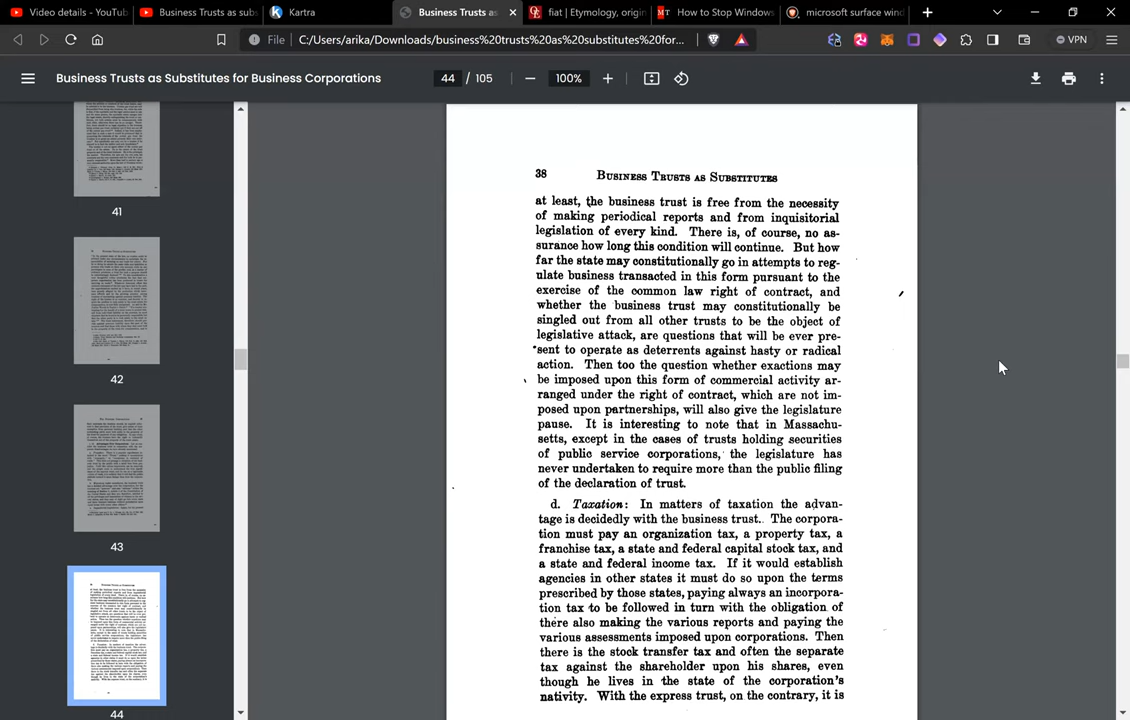 Video details - YouTub
Business Trusts as sub
Kartra
Business Trusts as
fiat | Etymology, origin
How to Stop Windows
microsoft surface wind
File
C:/Users/arika/Downloads/business%20trusts%20as%20substitutes%20for...
VPN
Business Trusts as Substitutes for Business Corporations
44 / 105
100%
41
42
43
44
38 BUSINESS TRUSTS AS SUBSTITUTES
at least, the business trust is free from the necessity
of making periodical reports and from inquisitorial
legislation of every kind. There is, of course, no as-
surance how long this condition will continue. But how
far the state may constitutionally go in attempts to reg-
ulate business transacted in this form pursuant to the
exercise of the common law right of contract, and
whether the business trust may constitutionally be
singled out from all other trusts to be the object of
legislative attack, are questions that will be ever pre-
sent to operate as deterrents against hasty or radical
action. Then too the question whether exactions may
be imposed upon this form of commercial activity ar-
ranged under the right of contract, which are not im-
posed upon partnerships, will also give the legislature
pause. It is interesting to note that in Massachu-
setts, except in the cases of trusts holding securities
of public service corporations, the legislature has
never undertaken to require more than the public filing
of the declaration of trust.
d. Taxation: In matters of taxation the advan-
tage is decidedly with the business trust. The corpora-
tion must pay an organization tax, a property tax, a
franchise tax, a state and federal capital stock tax, and
a state and federal income tax. If it would establish
agencies in other states it must do so upon the terms
prescribed by those states, paying always an incorpora-
tion tax to be followed in turn with the obligation of
there also making the various reports and paying the
various assessments imposed upon corporations. Then
there is the stock transfer tax and often the separate
tax against the shareholder upon his shares, even
though he lives in the state of the corporation's
nativity. With the express trust, on the contrary, it is